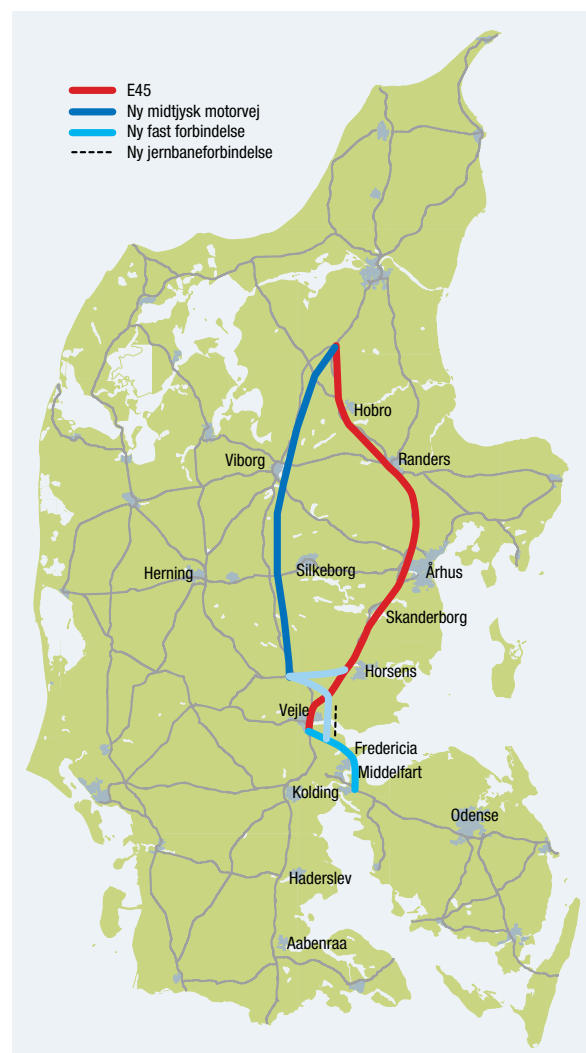 E45
Ny midtjysk motorvej
Ny fast forbindelse
Ny jernbaneforbindelse
Hobro
Viborg
Randers
Herning
Silkeborg
Århus
Skanderborg
Horsens
Vejle
Fredericia
Middelfart
Kolding
Odense
Haderslev
Aabenraa